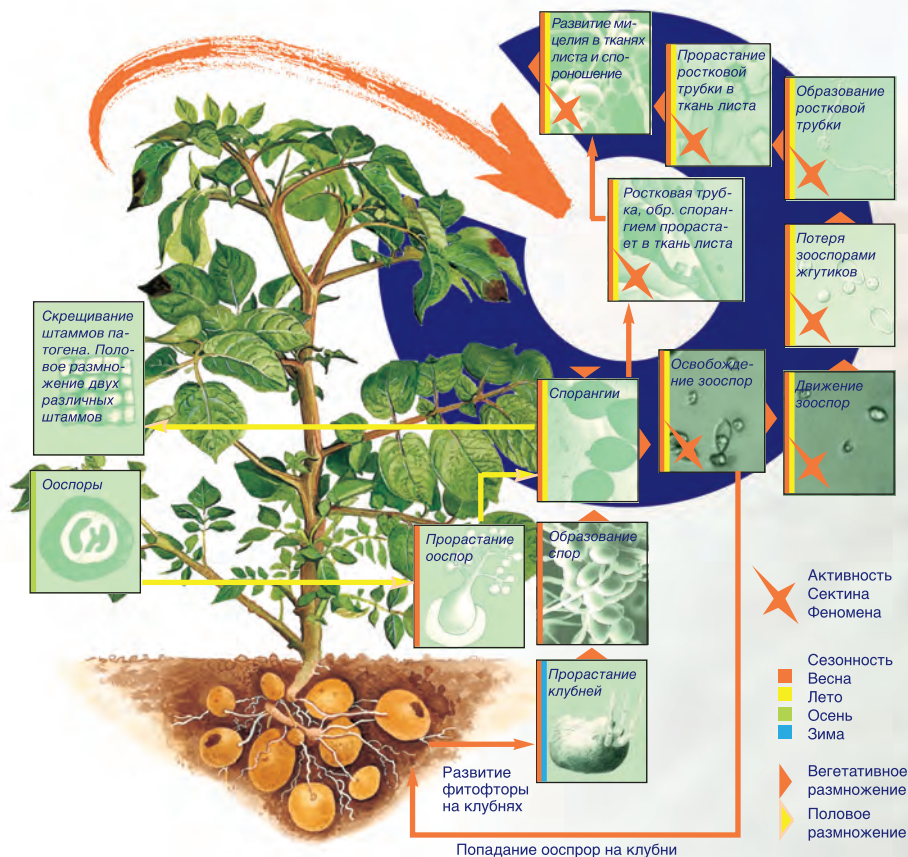 Развитие ми-
целия в тканях
листа и спо-
роношение
Прорастание
ростковой
трубки в
ткань листа
Образование
ростковой
трубки
Ростковая труб-
ка, обр. споран-
гием прораста-
ет в ткань листа
Потеря
зооспорами
жгутиков
Скрещивание
штаммов па-
тогена. Поло-
вое размно-
жение двух
различных
штаммов
Спорангии
Освобожде-
ние зооспор
Движение
зооспор
Ооспоры
Прорастание
ооспор
Образование
спор
Прорастание
клубней
Развитие
фитофторы
на клубнях
Попадание ооспрор на клубни
Активность
Сектина
Феномена
Сезонность
Весна
Лето
Осень
Зима
Вегетативное
размножение
Половое
размножение